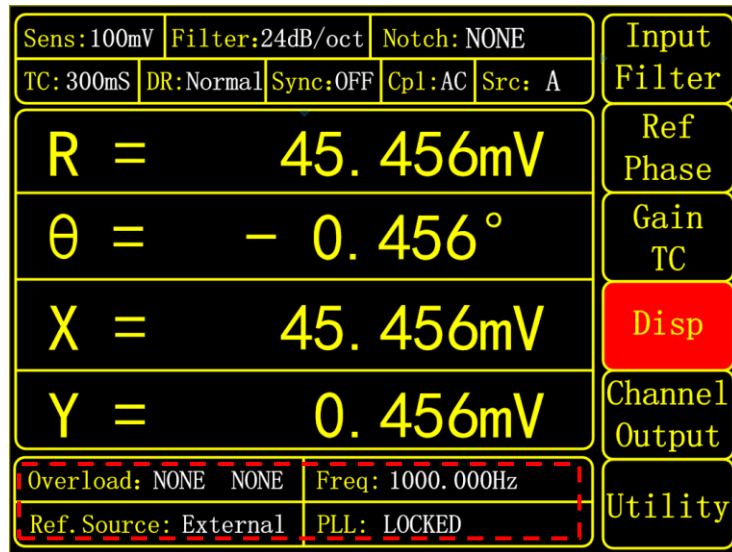 Sens:100mV Filter:24dB/oct Notch:NONE
TC:300mS DR:Normal Sync:OFF Cpl:AC Src: A
R = 45.456mV
θ = - 0.456°
X = 45.456mV
Y = 0.456mV
Overload: NONE NONE Freq: 1000.000Hz
Ref.Source: External PLL: LOCKED
Input
Filter
Ref
Phase
Gain
TC
Disp
Channel
Output
Utility